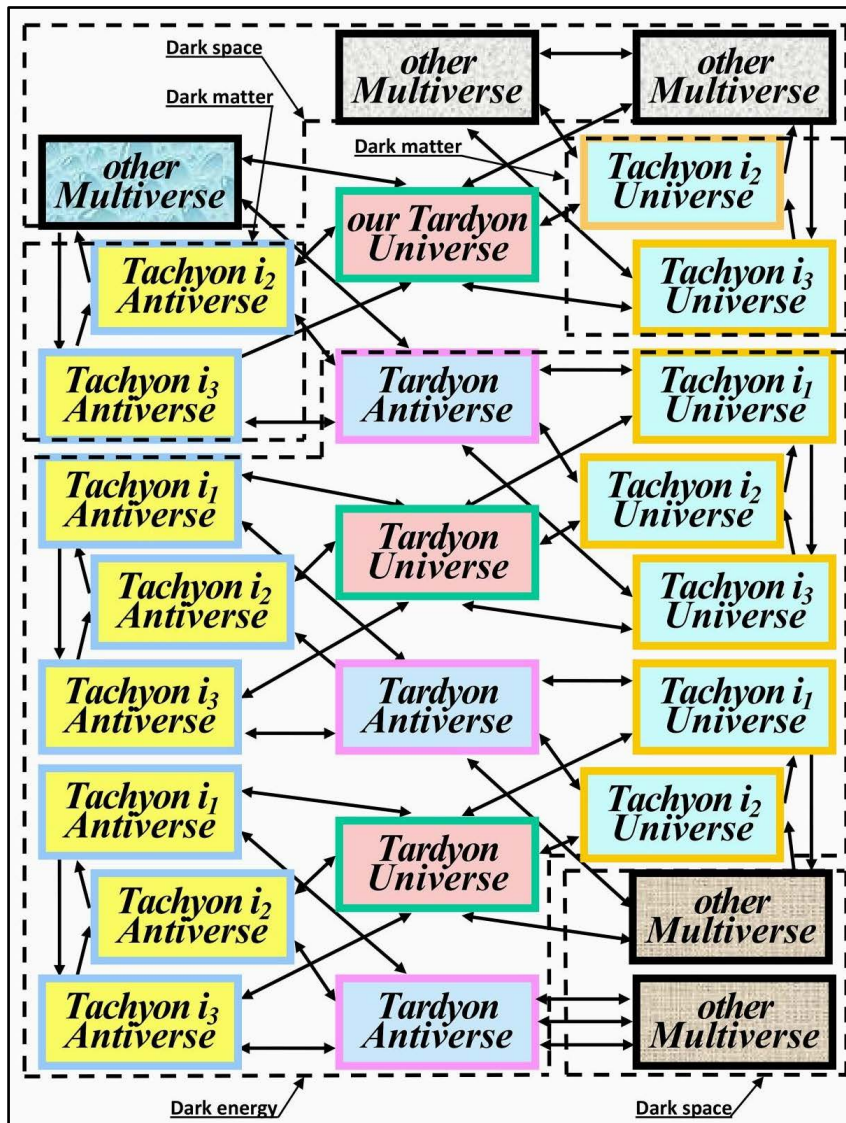 Dark space
other
Multiverse
other
Multiverse
Dark matter
other
Multiverse
Dark matter
Tachyon i₂
Universe
our Tardyon
Universe
Tachyon i₂
Antiverse
Tachyon i₃
Universe
Tachyon i₃
Antiverse
Tardyon
Antiverse
Tachyon i₁
Universe
Tachyon i₁
Antiverse
Tachyon i₂
Universe
Tardyon
Universe
Tachyon i₂
Antiverse
Tachyon i₃
Universe
Tachyon i₃
Antiverse
Tardyon
Antiverse
Tachyon i₁
Universe
Tachyon i₁
Antiverse
Tachyon i₂
Universe
Tardyon
Universe
Tachyon i₂
Antiverse
other
Multiverse
Tachyon i₃
Antiverse
Tardyon
Antiverse
other
Multiverse
Dark energy
Dark space